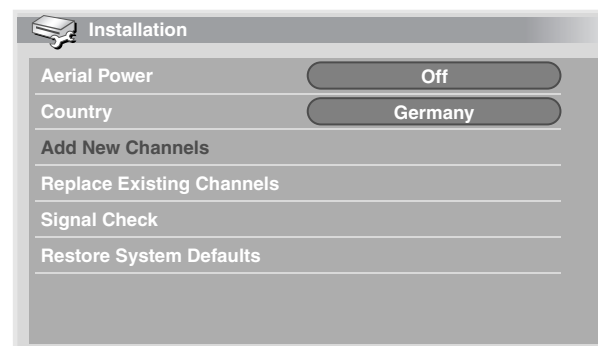 Installation
Aerial Power Off
Country Germany
Add New Channels
Replace Existing Channels
Signal Check
Restore System Defaults